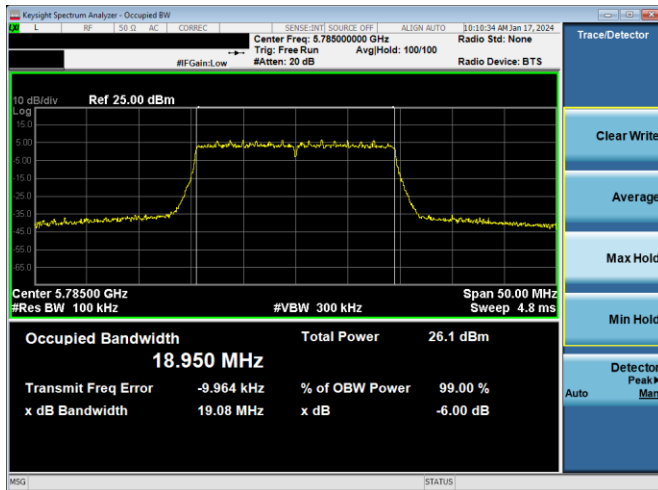 Keysight Spectrum Analyzer - Occupied BW
L RF 50 Ω AC CORREC SENSE:INT SOURCE OFF ALIGN AUTO 10:10:34 AM Jan 17, 2024
Center Freq: 5.785000000 GHz Radio Std: None
Trig: Free Run Avg|Hold: 100/100
#IFGain:Low #Atten: 20 dB Radio Device: BTS
Trace/Detector
10 dB/div Ref 25.00 dBm
Log
15.0
5.00
-5.00
-15.0
-25.0
-35.0
-45.0
-55.0
-65.0
Center 5.78500 GHz Span 50.00 MHz
#Res BW 100 kHz #VBW 300 kHz Sweep 4.8 ms
Occupied Bandwidth Total Power 26.1 dBm
18.950 MHz
Transmit Freq Error -9.964 kHz % of OBW Power 99.00 %
x dB Bandwidth 19.08 MHz x dB -6.00 dB
Clear Write
Average
Max Hold
Min Hold
Detector
Peak▶
Auto Man
MSG STATUS